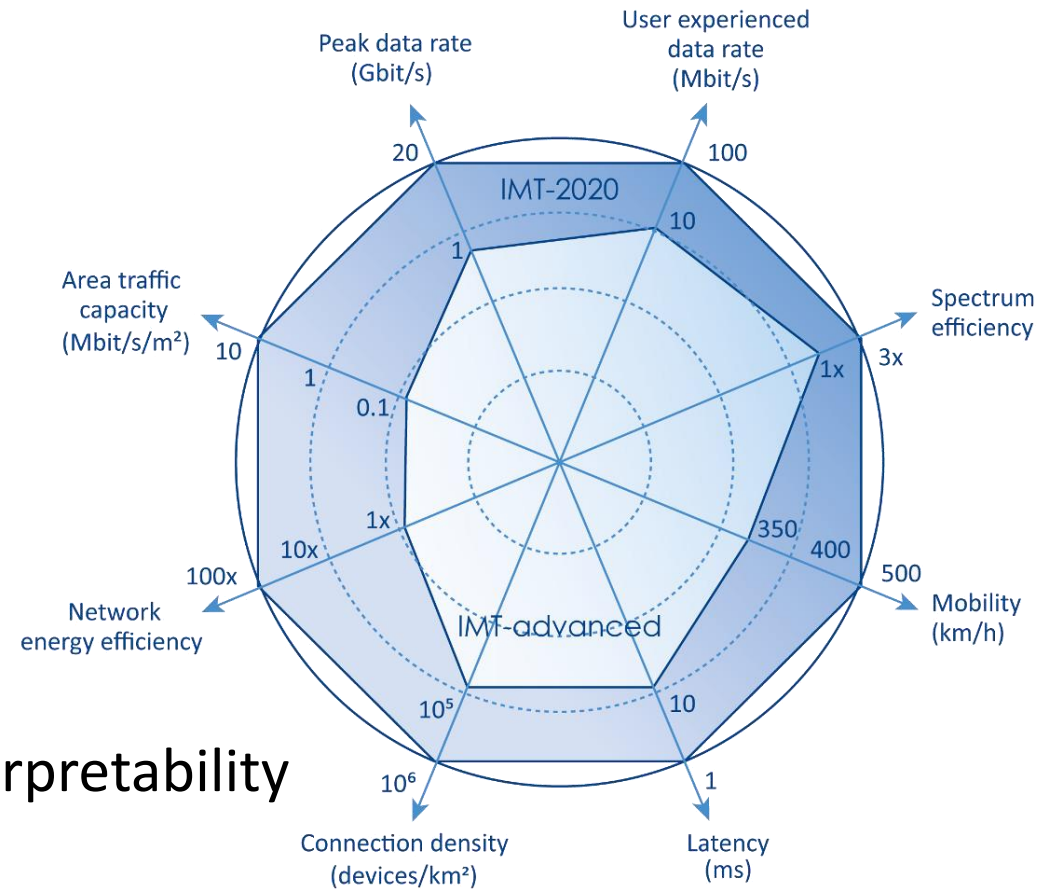 User experienced
data rate
(Mbit/s)
Peak data rate
(Gbit/s)
20
100
IMT-2020
10
1
Area traffic
capacity
(Mbit/s/m²)
10
1
0.1
Spectrum
efficiency
1x
3x
1x
10x
100x
Network
energy efficiency
350
400
500
Mobility
(km/h)
IMT-advanced
10⁵
10
rpretability
10⁶
1
Connection density
(devices/km²)
Latency
(ms)